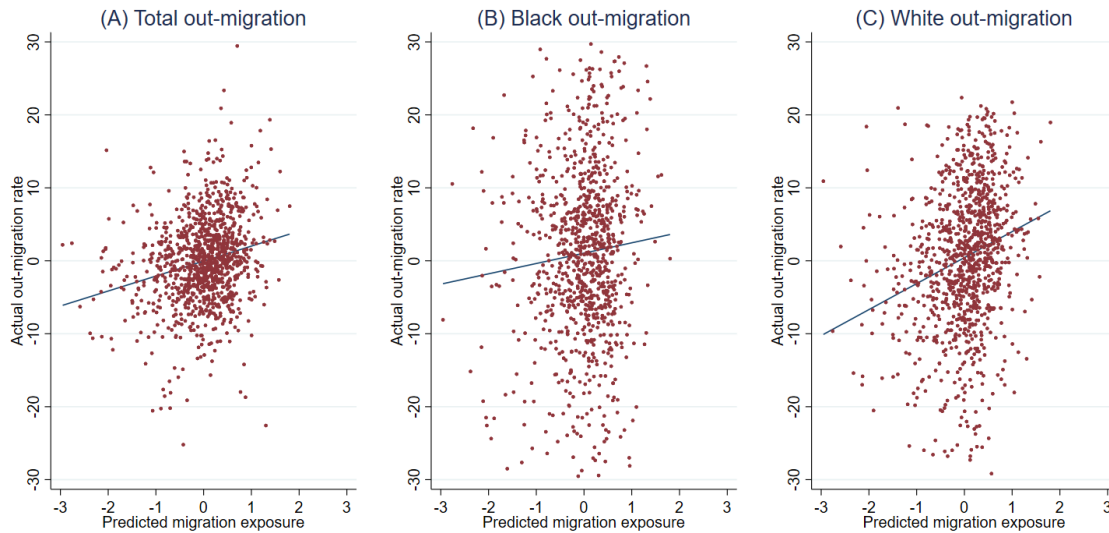 (A) Total out-migration
(B) Black out-migration
(C) White out-migration
Actual out-migration rate
30
20
10
0
-10
-20
-30
-3 -2 -1 0 1 2 3
Predicted migration exposure
Actual out-migration rate
30
20
10
0
-10
-20
-30
-3 -2 -1 0 1 2 3
Predicted migration exposure
Actual out-migration rate
30
20
10
0
-10
-20
-30
-3 -2 -1 0 1 2 3
Predicted migration exposure